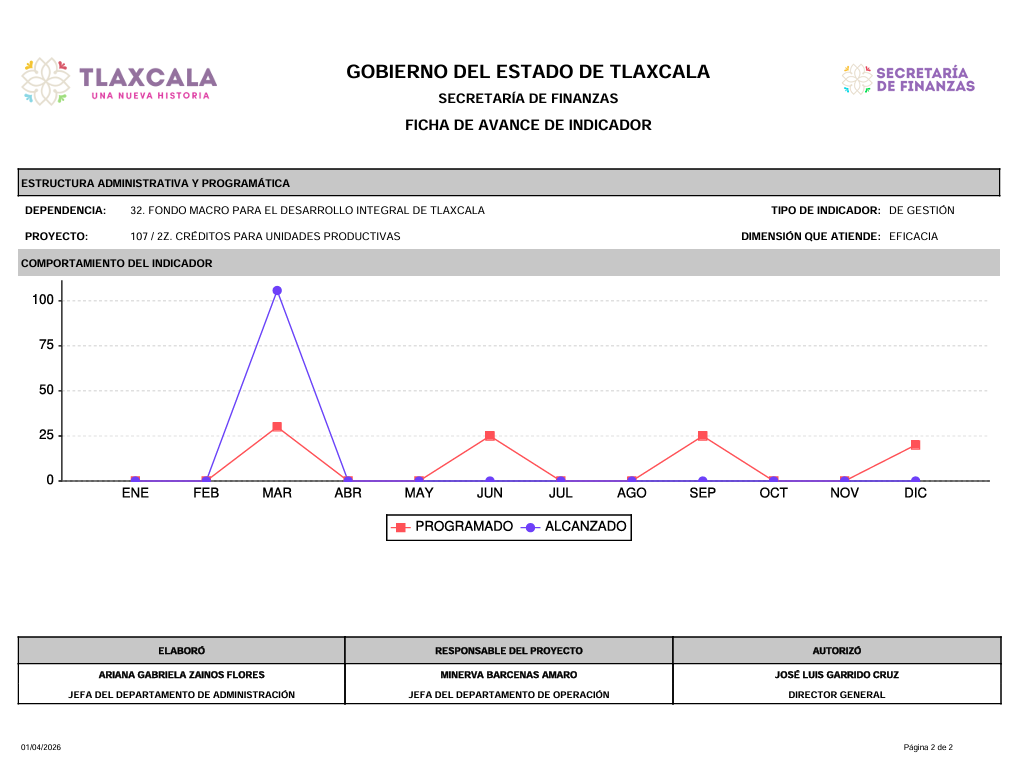 TLAXCALA
UNA NUEVA HISTORIA
GOBIERNO DEL ESTADO DE TLAXCALA
SECRETARÍA DE FINANZAS
FICHA DE AVANCE DE INDICADOR
SECRETARÍA
DE FINANZAS
ESTRUCTURA ADMINISTRATIVA Y PROGRAMÁTICA
DEPENDENCIA: 32. FONDO MACRO PARA EL DESARROLLO INTEGRAL DE TLAXCALA TIPO DE INDICADOR: DE GESTIÓN
PROYECTO: 107 / 2Z. CRÉDITOS PARA UNIDADES PRODUCTIVAS DIMENSIÓN QUE ATIENDE: EFICACIA
COMPORTAMIENTO DEL INDICADOR
100
75
50
25
0
ENE FEB MAR ABR MAY JUN JUL AGO SEP OCT NOV DIC
PROGRAMADO ALCANZADO
ELABORÓ RESPONSABLE DEL PROYECTO AUTORIZÓ
ARIANA GABRIELA ZAINOS FLORES MINERVA BARCENAS AMARO JOSÉ LUIS GARRIDO CRUZ
JEFA DEL DEPARTAMENTO DE ADMINISTRACIÓN JEFA DEL DEPARTAMENTO DE OPERACIÓN DIRECTOR GENERAL
01/04/2026 Página 2 de 2